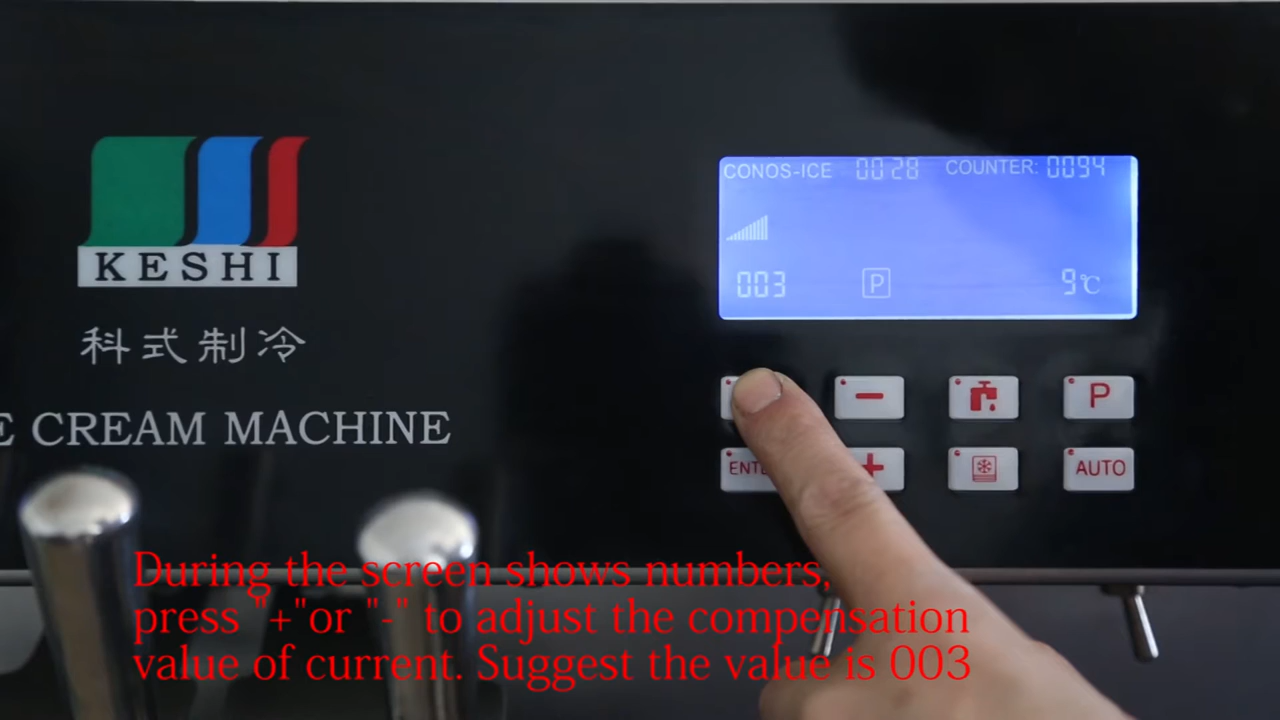 KESHI
科式制冷
E CREAM MACHINE
CONOS-ICE 00 28 COUNTER: 0094
003 P 9℃
− P
+ AUTO
During the screen shows numbers,
press "+"or "-" to adjust the compensation
value of current. Suggest the value is 003